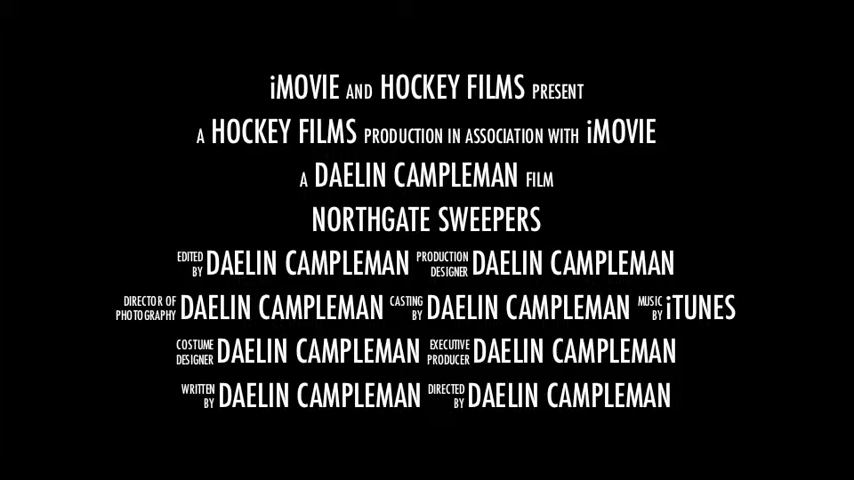 iMOVIE AND HOCKEY FILMS PRESENT
A HOCKEY FILMS PRODUCTION IN ASSOCIATION WITH iMOVIE
A DAELIN CAMPLEMAN FILM
NORTHGATE SWEEPERS
EDITED BY DAELIN CAMPLEMAN PRODUCTION DESIGNER DAELIN CAMPLEMAN
DIRECTOR OF PHOTOGRAPHY DAELIN CAMPLEMAN CASTING BY DAELIN CAMPLEMAN MUSIC BY iTUNES
COSTUME DESIGNER DAELIN CAMPLEMAN EXECUTIVE PRODUCER DAELIN CAMPLEMAN
WRITTEN BY DAELIN CAMPLEMAN DIRECTED BY DAELIN CAMPLEMAN